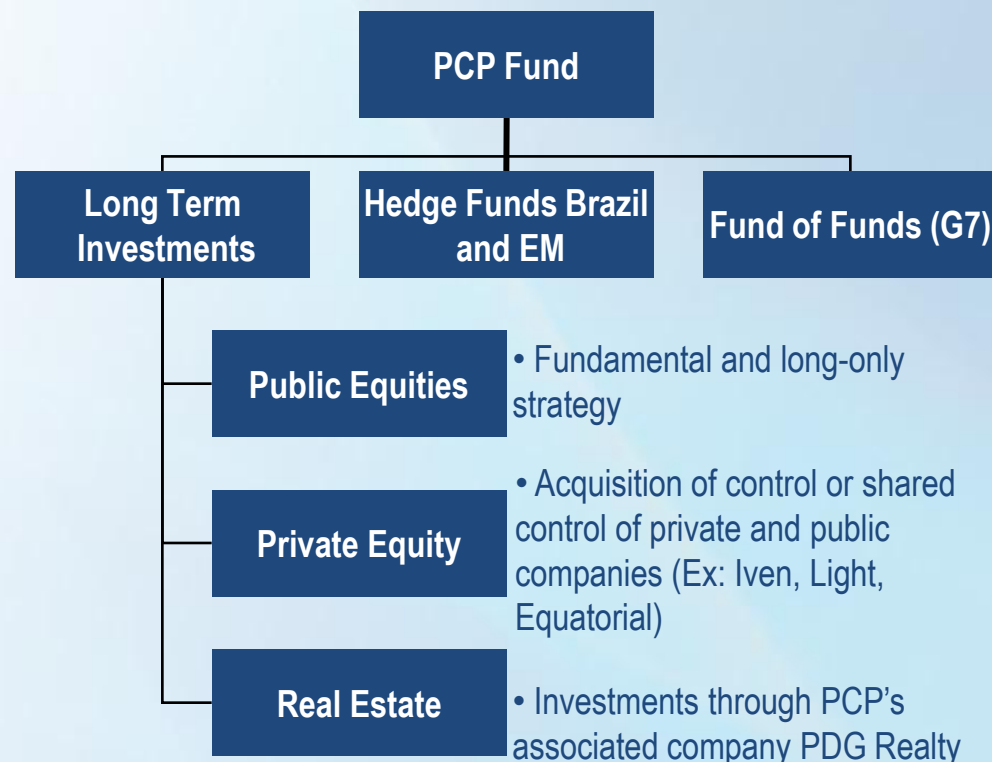 PCP Fund
Long Term
Investments
Hedge Funds Brazil
and EM
Fund of Funds (G7)
Public Equities
• Fundamental and long-only
strategy
Private Equity
• Acquisition of control or shared
control of private and public
companies (Ex: Iven, Light,
Equatorial)
Real Estate
• Investments through PCP’s
associated company PDG Realty